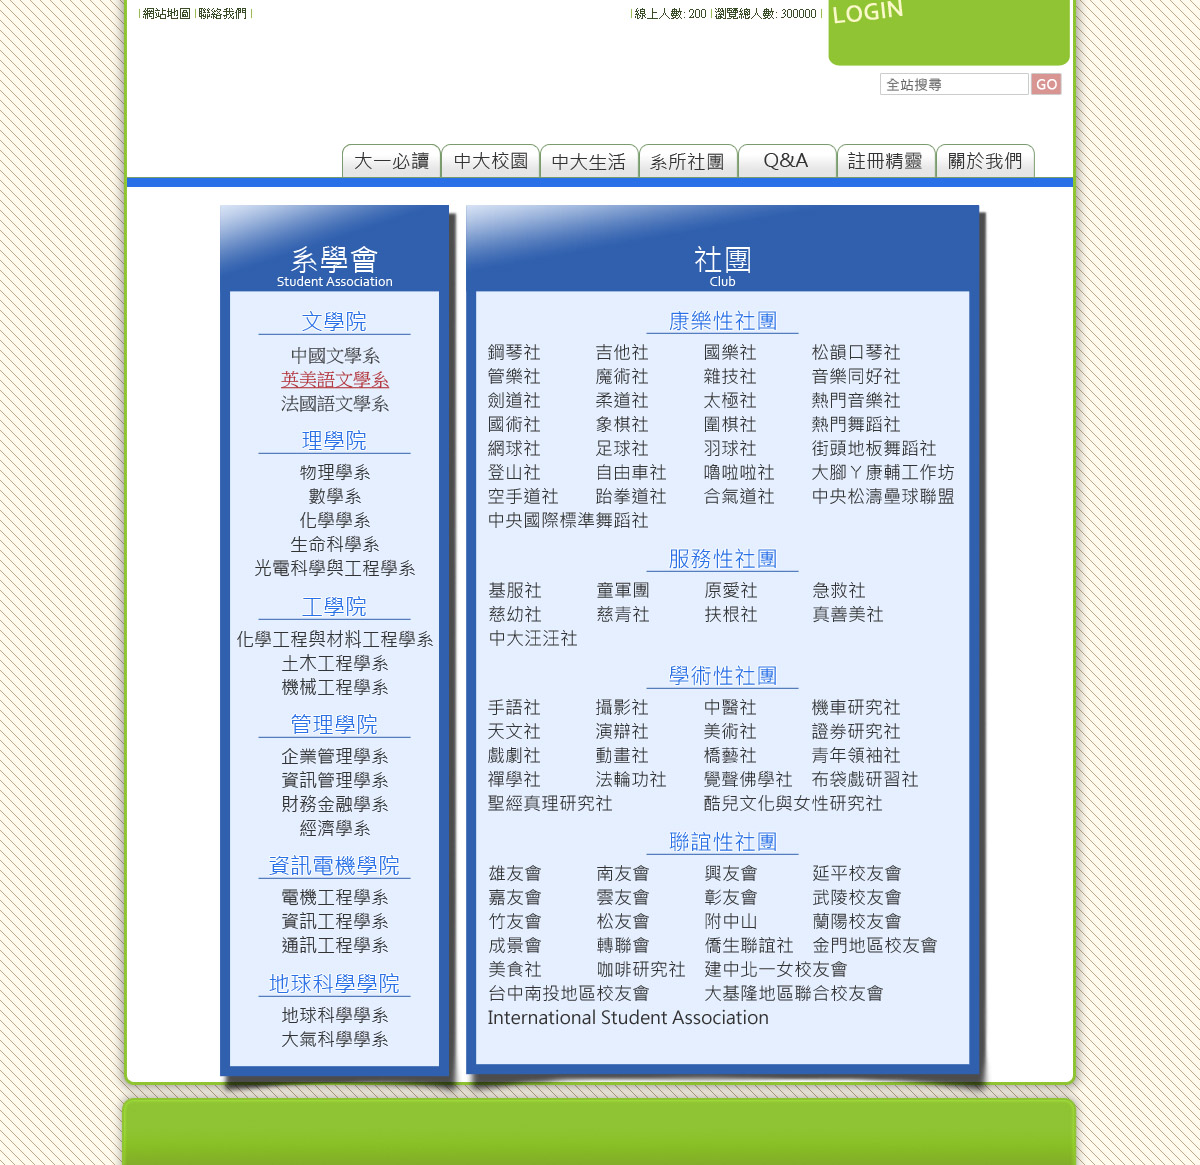 網站地圖 聯絡我們 線上人數: 200 瀏覽總人數: 300000
LOGIN
全站搜尋 GO
大一必讀 中大校園 中大生活 系所社團 Q&A 註冊精靈 關於我們
系學會
Student Association
文學院
中國文學系
英美語文學系
法國語文學系
理學院
物理學系
數學系
化學學系
生命科學系
光電科學與工程學系
工學院
化學工程與材料工程學系
土木工程學系
機械工程學系
管理學院
企業管理學系
資訊管理學系
財務金融學系
經濟學系
資訊電機學院
電機工程學系
資訊工程學系
通訊工程學系
地球科學學院
地球科學學系
大氣科學學系
社團
Club
康樂性社團
鋼琴社 吉他社 國樂社 松韻口琴社
管樂社 魔術社 雜技社 音樂同好社
劍道社 柔道社 太極社 熱門音樂社
國術社 象棋社 圍棋社 熱門舞蹈社
網球社 足球社 羽球社 街頭地板舞蹈社
登山社 自由車社 嚕啦啦社 大腳ㄚ康輔工作坊
空手道社 跆拳道社 合氣道社 中央松濤壘球聯盟
中央國際標準舞蹈社
服務性社團
基服社 童軍團 原愛社 急救社
慈幼社 慈青社 扶根社 真善美社
中大汪汪社
學術性社團
手語社 攝影社 中醫社 機車研究社
天文社 演辯社 美術社 證券研究社
戲劇社 動畫社 橋藝社 青年領袖社
禪學社 法輪功社 覺聲佛學社 布袋戲研習社
聖經真理研究社 酷兒文化與女性研究社
聯誼性社團
雄友會 南友會 興友會 延平校友會
嘉友會 雲友會 彰友會 武陵校友會
竹友會 松友會 附中山 蘭陽校友會
成景會 轉聯會 僑生聯誼社 金門地區校友會
美食社 咖啡研究社 建中北一女校友會
台中南投地區校友會 大基隆地區聯合校友會
International Student Association